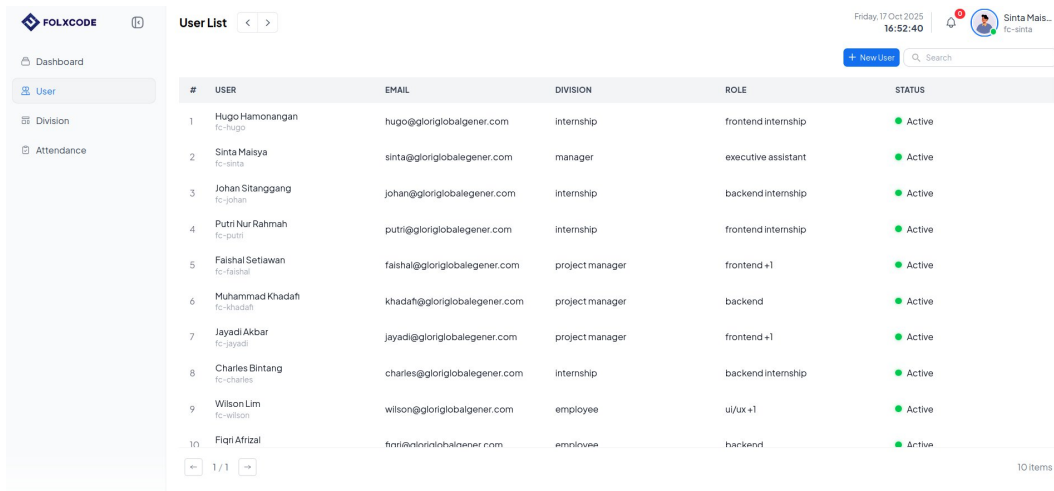 FOLXCODE
User List
Friday, 17 Oct 2025
16:52:40
0
Sinta Mais...
fc-sinta
Dashboard
User
Division
Attendance
+ New User
Search
# USER EMAIL DIVISION ROLE STATUS
1 Hugo Hamonangan hugo@gloriglobalegener.com internship frontend internship Active
fc-hugo
2 Sinta Maisya sinta@gloriglobalegener.com manager executive assistant Active
fc-sinta
3 Johan Sitanggang johan@gloriglobalegener.com internship backend internship Active
fc-johan
4 Putri Nur Rahmah putri@gloriglobalegener.com internship frontend internship Active
fc-putri
5 Faishal Setiawan faishal@gloriglobalegener.com project manager frontend +1 Active
fc-faishal
6 Muhammad Khadafi khadafi@gloriglobalegener.com project manager backend Active
fc-khadafi
7 Jayadi Akbar jayadi@gloriglobalegener.com project manager frontend +1 Active
fc-jayadi
8 Charles Bintang charles@gloriglobalegener.com internship backend internship Active
fc-charles
9 Wilson Lim wilson@gloriglobalgener.com employee ui/ux +1 Active
fc-wilson
10 Fiqri Afrizal fiqri@gloriglobalgener.com employee backend Active
1 / 1
10 items